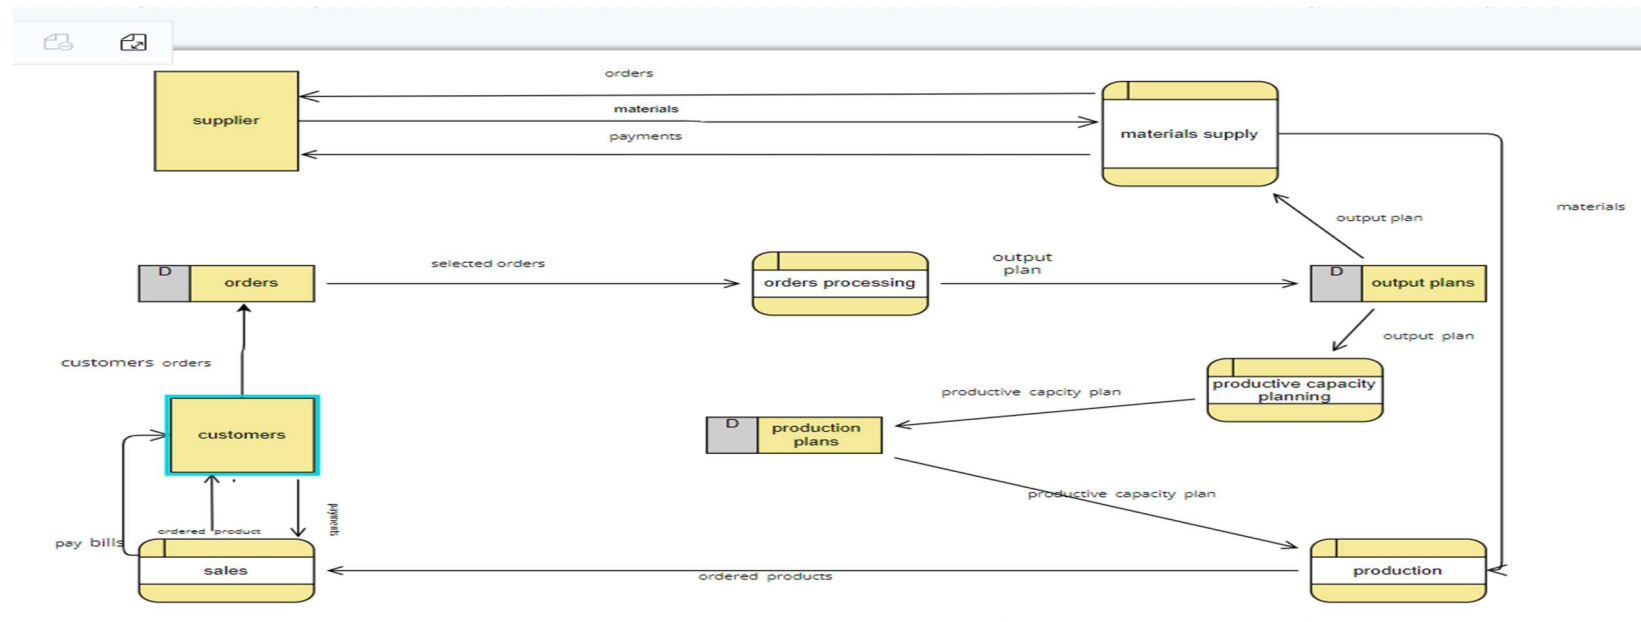 orders
supplier
materials
payments
materials supply
materials
output plan
D
orders
selected orders
orders processing
output
plan
D
output plans
customers orders
output plan
productive capacity
planning
productive capcity plan
customers
D
production
plans
productive capacity plan
payments
ordered product
pay bills
sales
ordered products
production